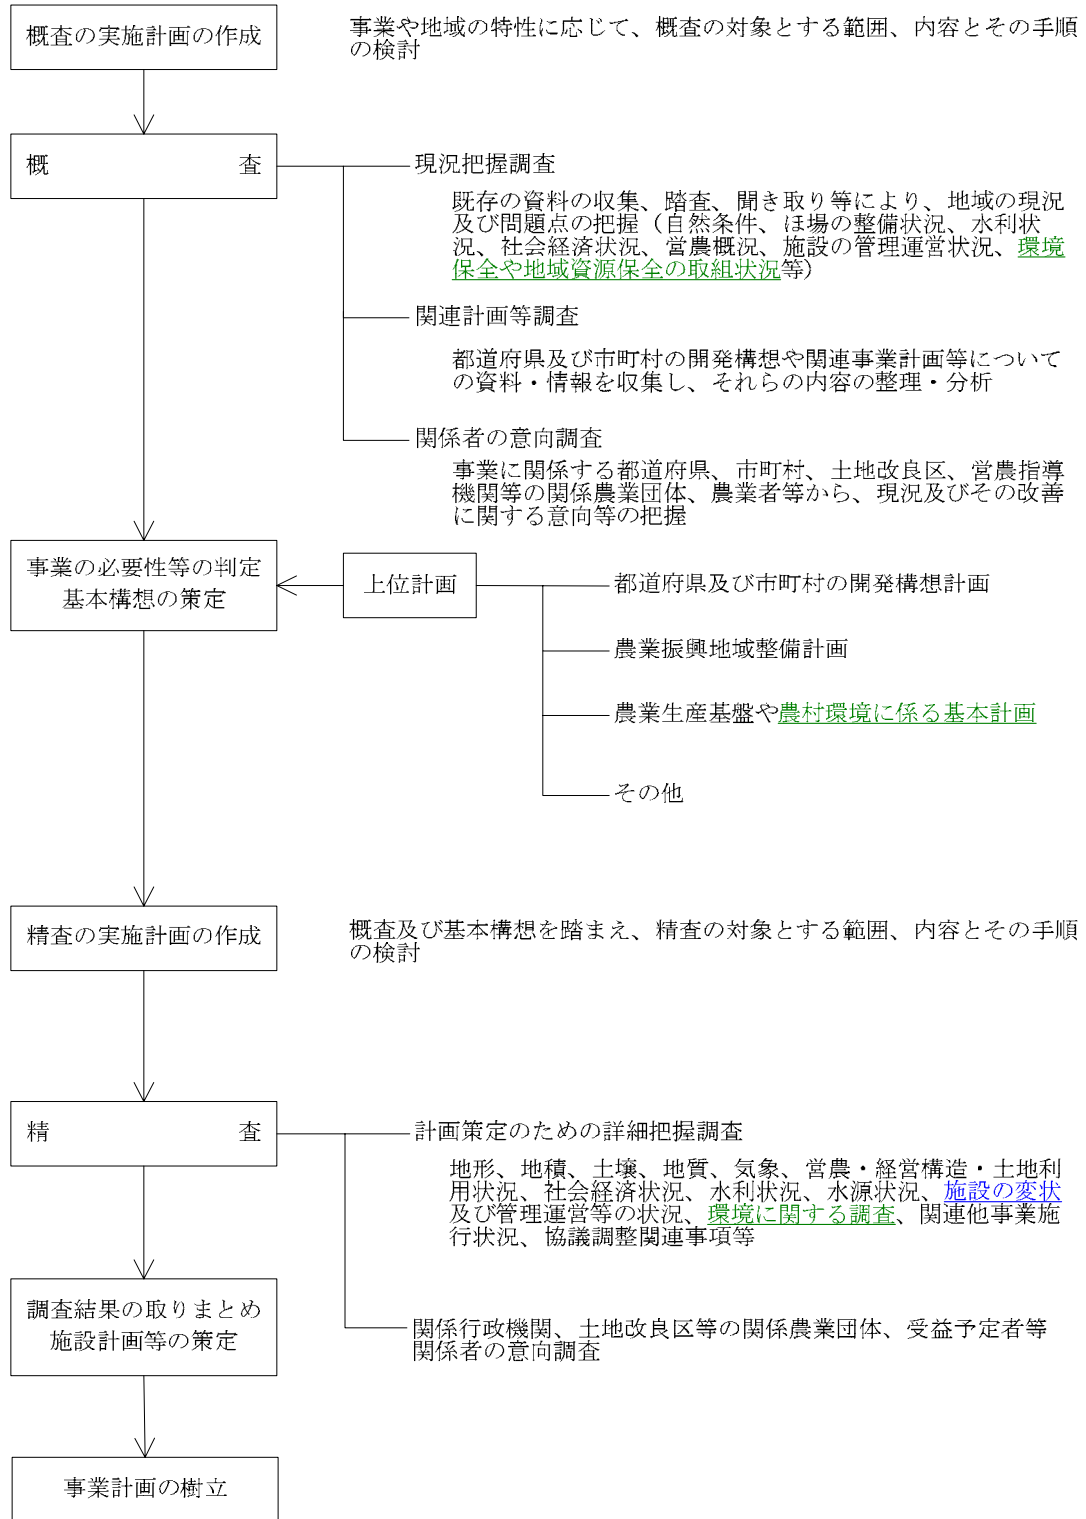 概査の実施計画の作成
事業や地域の特性に応じて、概査の対象とする範囲、内容とその手順
の検討
概　　　　　　　　査
現況把握調査
既存の資料の収集、踏査、聞き取り等により、地域の現況
及び問題点の把握（自然条件、ほ場の整備状況、水利状
況、社会経済状況、営農概況、施設の管理運営状況、環境
保全や地域資源保全の取組状況等）
関連計画等調査
都道府県及び市町村の開発構想や関連事業計画等について
の資料・情報を収集し、それらの内容の整理・分析
関係者の意向調査
事業に関係する都道府県、市町村、土地改良区、営農指導
機関等の関係農業団体、農業者等から、現況及びその改善
に関する意向等の把握
事業の必要性等の判定
基本構想の策定
上位計画
都道府県及び市町村の開発構想計画
農業振興地域整備計画
農業生産基盤や農村環境に係る基本計画
その他
精査の実施計画の作成
概査及び基本構想を踏まえ、精査の対象とする範囲、内容とその手順
の検討
精　　　　　　　　査
計画策定のための詳細把握調査
地形、地積、土壌、地質、気象、営農・経営構造・土地利
用状況、社会経済状況、水利状況、水源状況、施設の変状
及び管理運営等の状況、環境に関する調査、関連他事業施
行状況、協議調整関連事項等
調査結果の取りまとめ
施設計画等の策定
関係行政機関、土地改良区等の関係農業団体、受益予定者等
関係者の意向調査
事業計画の樹立